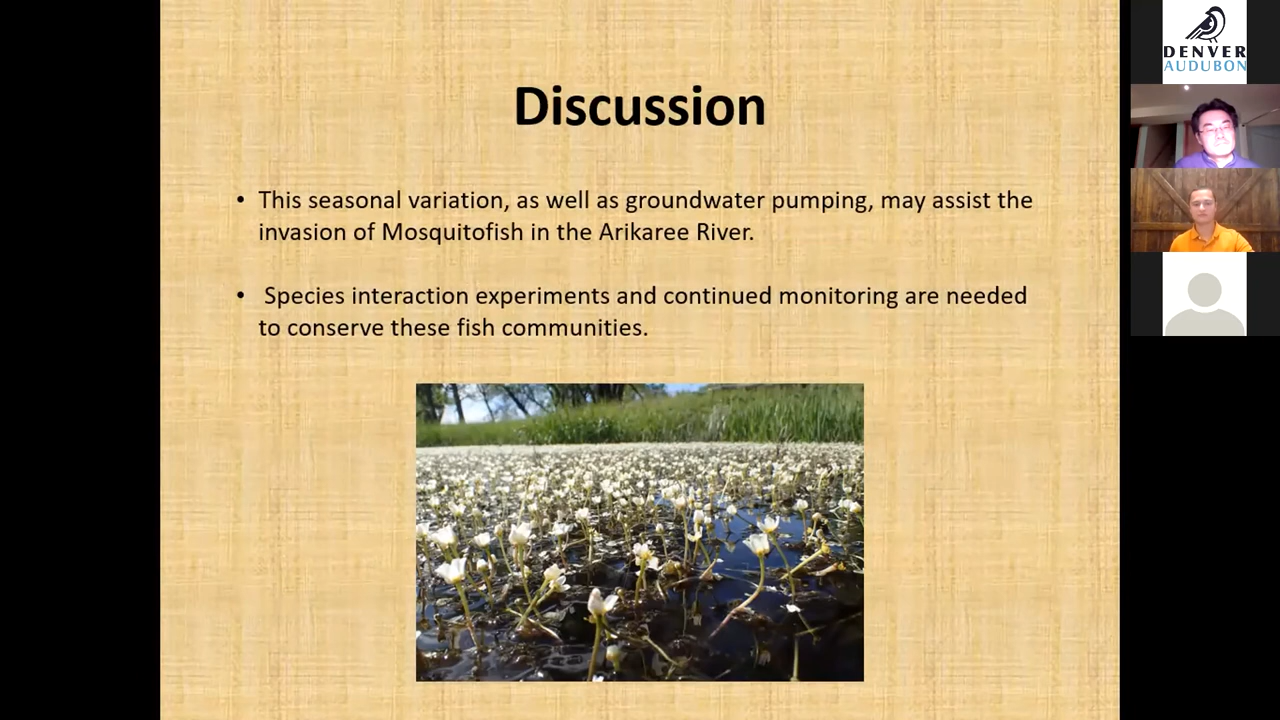 Discussion
• This seasonal variation, as well as groundwater pumping, may assist the
invasion of Mosquitofish in the Arikaree River.
• Species interaction experiments and continued monitoring are needed
to conserve these fish communities.
DENVER
AUDUBON